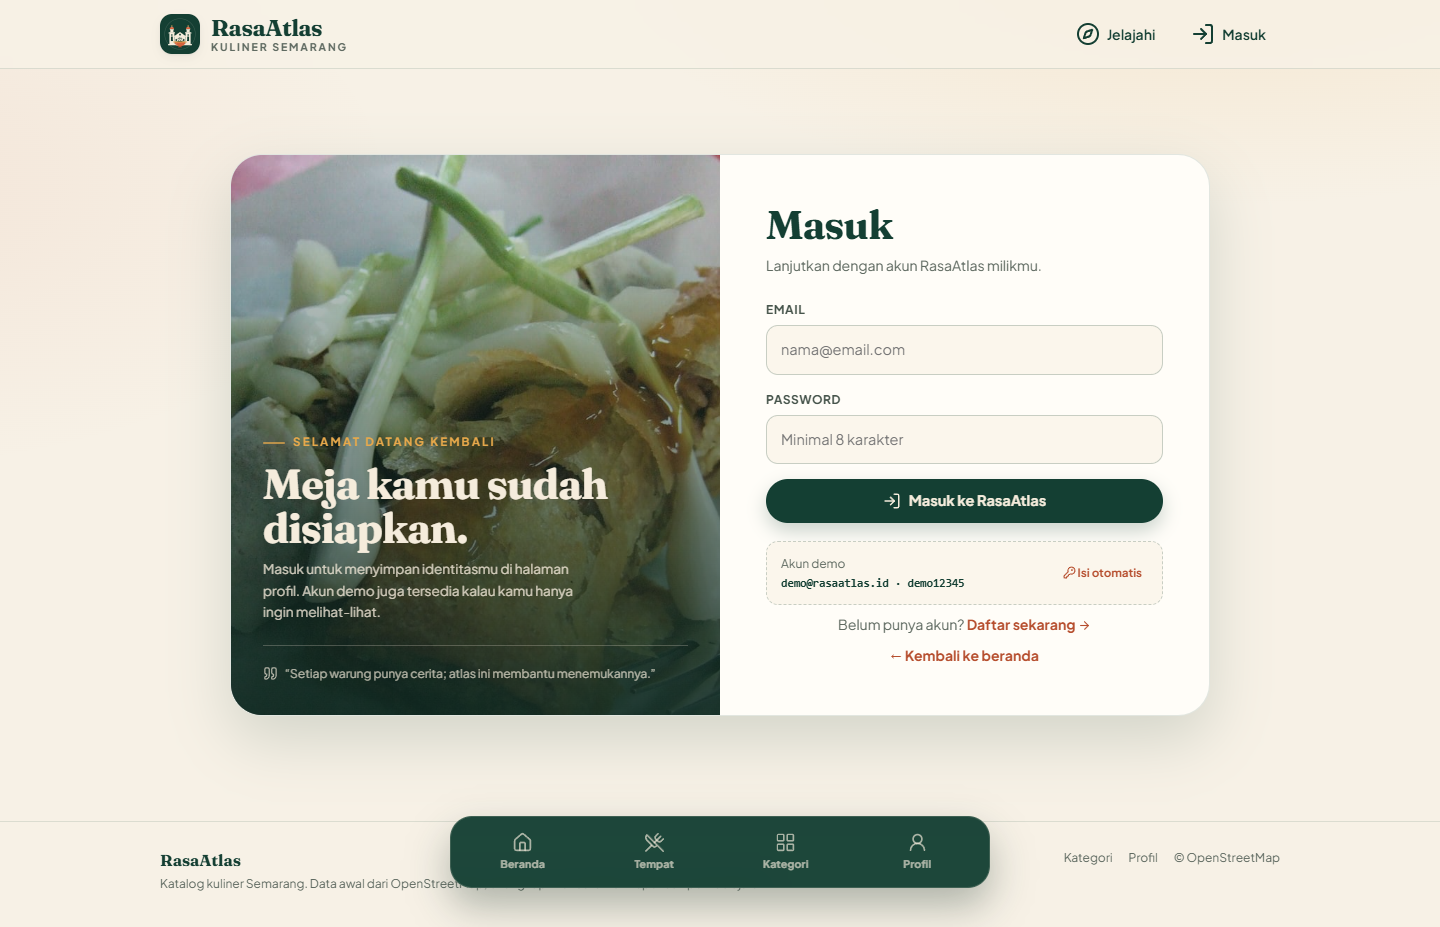 RasaAtlas
KULINER SEMARANG
Jelajahi
Masuk
SELAMAT DATANG KEMBALI
Meja kamu sudah
disiapkan.
Masuk untuk menyimpan identitasmu di halaman
profil. Akun demo juga tersedia kalau kamu hanya
ingin melihat-lihat.
"Setiap warung punya cerita; atlas ini membantu menemukannya."
Masuk
Lanjutkan dengan akun RasaAtlas milikmu.
EMAIL
nama@email.com
PASSWORD
Minimal 8 karakter
Masuk ke RasaAtlas
Akun demo
demo@rasaatlas.id · demo12345
Isi otomatis
Belum punya akun? Daftar sekarang →
← Kembali ke beranda
RasaAtlas
Katalog kuliner Semarang. Data awal dari
Beranda
Tempat
Kategori
Profil
Kategori
Profil
© OpenStreetMap